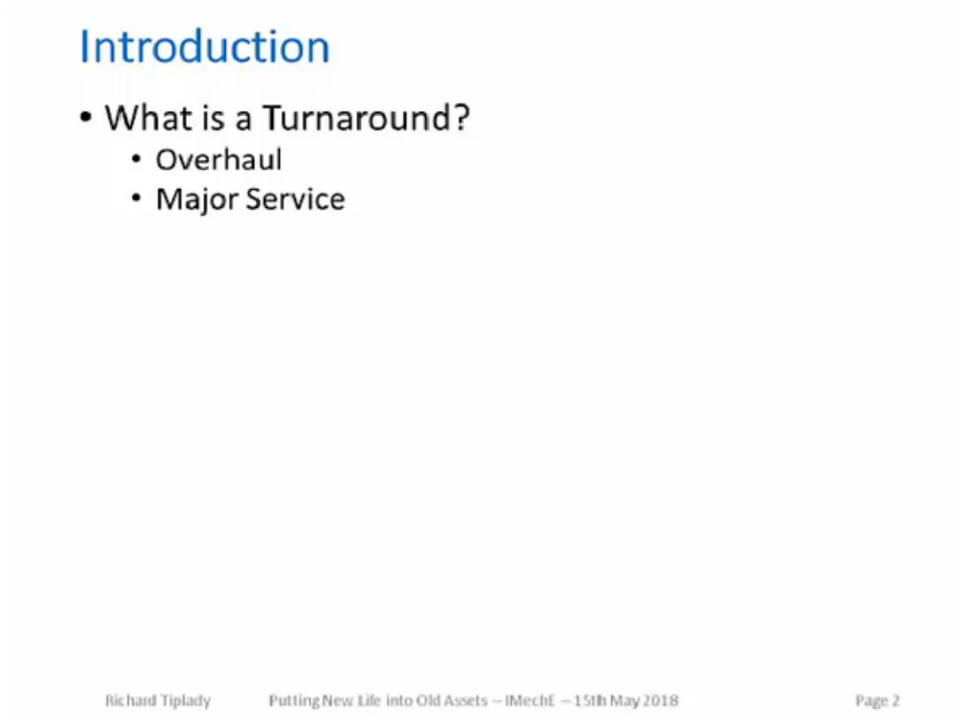 Introduction
• What is a Turnaround?
• Overhaul
• Major Service
Richard Tiplady Putting New Life into Old Assets – IMechE – 15th May 2018 Page 2